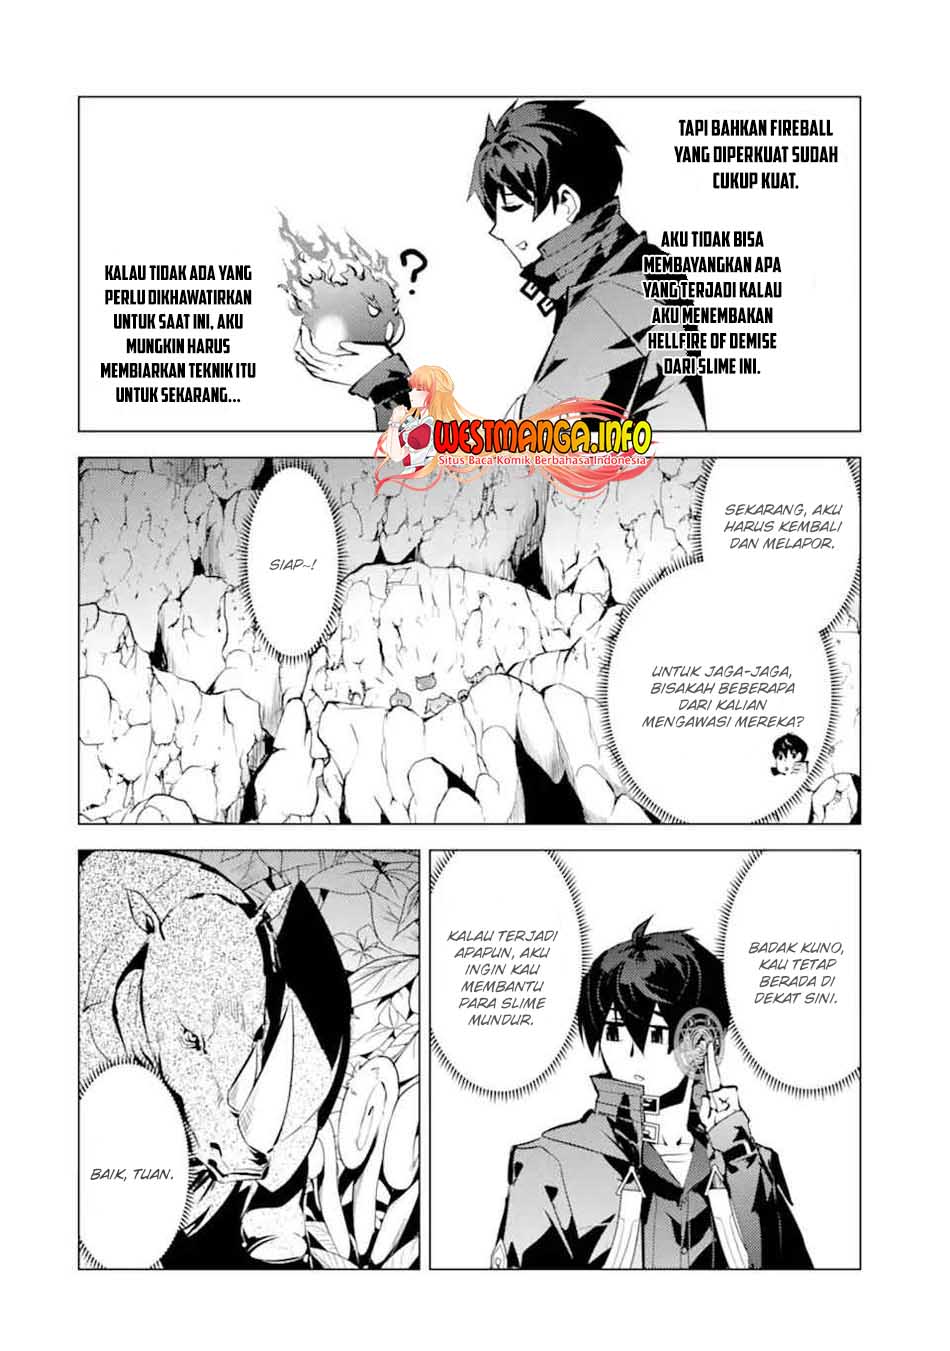 TAPI BAHKAN FIREBALL
YANG DIPERKUAT SUDAH
CUKUP KUAT.
AKU TIDAK BISA
MEMBAYANGKAN APA
YANG TERJADI KALAU
AKU MENEMBAKAN
HELLFIRE OF DEMISE
DARI SLIME INI.
?
KALAU TIDAK ADA YANG
PERLU DIKHAWATIRKAN
UNTUK SAAT INI, AKU
MUNGKIN HARUS
MEMBIARKAN TEKNIK ITU
UNTUK SEKARANG...
WESTMANGA.INFO
Situs Baca Komik Berbahasa Indonesia
SEKARANG, AKU
HARUS KEMBALI
DAN MELAPOR.
UNTUK JAGA-JAGA,
BISAKAH BEBERAPA
DARI KALIAN
MENGAWASI MEREKA?
SIAP~!
BADAK KUNO,
KAU TETAP
BERADA DI
DEKAT SINI.
KALAU TERJADI
APAPUN, AKU
INGIN KAU
MEMBANTU
PARA SLIME
MUNDUR.
BAIK, TUAN.